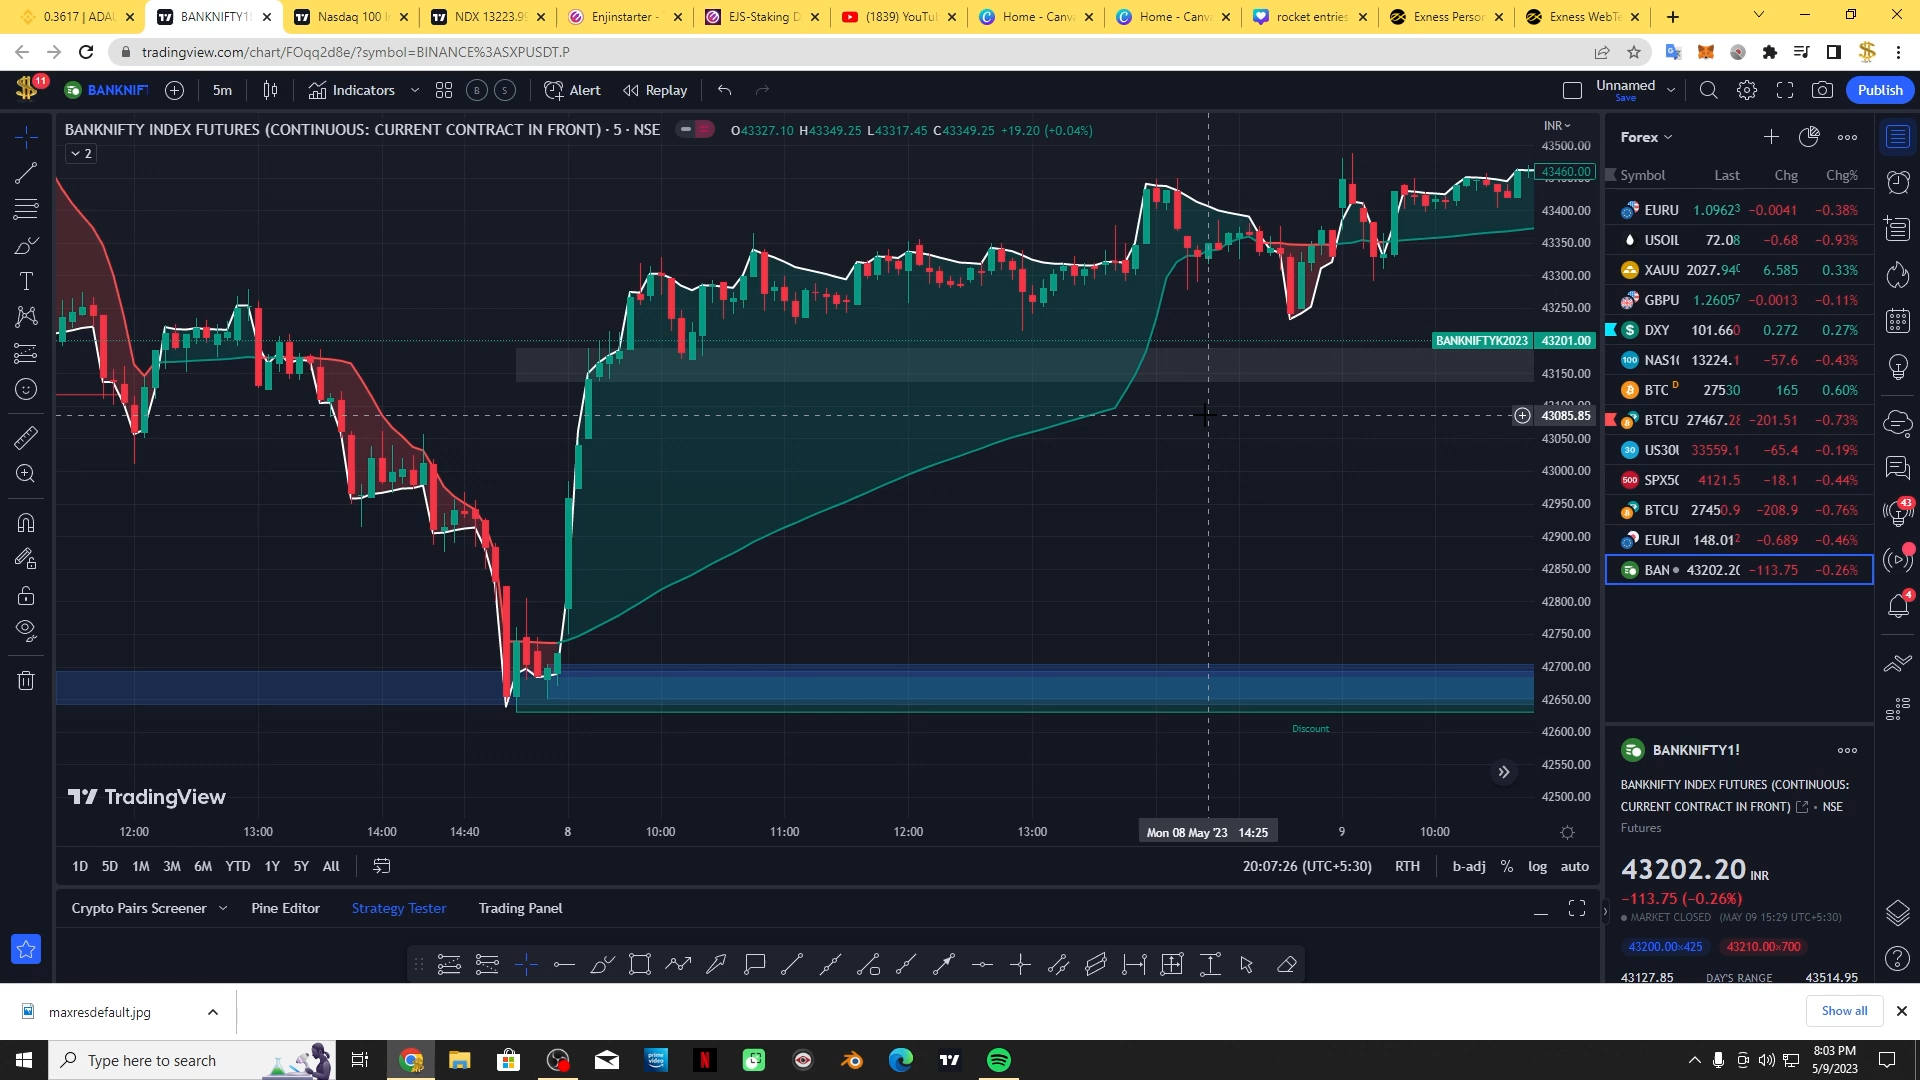 0.3617 | ADAU
BANKNIFTY1!
Nasdaq 100 I
NDX 13223.99
Enjinstarter -
EJS-Staking D
(1839) YouTu
Home - Canva
Home - Canva
rocket entries
Exness Person
Exness WebTe
tradingview.com/chart/FOqq2d8e/?symbol=BINANCE%3ASXPUSDT.P
11
BANKNIFT
5m
Indicators
B
S
Alert
Replay
Unnamed
Save
Publish
BANKNIFTY INDEX FUTURES (CONTINUOUS: CURRENT CONTRACT IN FRONT) · 5 · NSE
O43327.10 H43349.25 L43317.45 C43349.25 +19.20 (+0.04%)
2
INR
43500.00
43460.00
43400.00
43350.00
43300.00
43250.00
BANKNIFTYK2023 43201.00
43150.00
43085.85
43050.00
43000.00
42950.00
42900.00
42850.00
42800.00
42750.00
42700.00
42650.00
42600.00
42550.00
42500.00
Discount
TradingView
12:00
13:00
14:00
14:40
8
10:00
11:00
12:00
13:00
Mon 08 May '23 14:25
9
10:00
1D 5D 1M 3M 6M YTD 1Y 5Y All
20:07:26 (UTC+5:30) RTH b-adj % log auto
Crypto Pairs Screener Pine Editor Strategy Tester Trading Panel
Forex
Symbol Last Chg Chg%
EURU 1.09623 −0.0041 −0.38%
USOIL 72.08 −0.68 −0.93%
XAUU 2027.940 6.585 0.33%
GBPU 1.26057 −0.0013 −0.11%
DXY 101.660 0.272 0.27%
NAS1 13224.1 −57.6 −0.43%
BTC D 27530 165 0.60%
BTCU 27467.28 −201.51 −0.73%
US30 33559.1 −65.4 −0.19%
SPX5 4121.5 −18.1 −0.44%
BTCU 27450.9 −208.9 −0.76%
EURJ 148.012 −0.689 −0.46%
BAN 43202.20 −113.75 −0.26%
43
4
BANKNIFTY1!
BANKNIFTY INDEX FUTURES (CONTINUOUS:
CURRENT CONTRACT IN FRONT) · NSE
Futures
43202.20 INR
−113.75 (−0.26%)
MARKET CLOSED (MAY 09 15:29 UTC+5:30)
43200.00×425 43210.00×700
43127.85 DAY'S RANGE 43514.95
maxresdefault.jpg
Show all
Type here to search
prime video
8:03 PM
5/9/2023